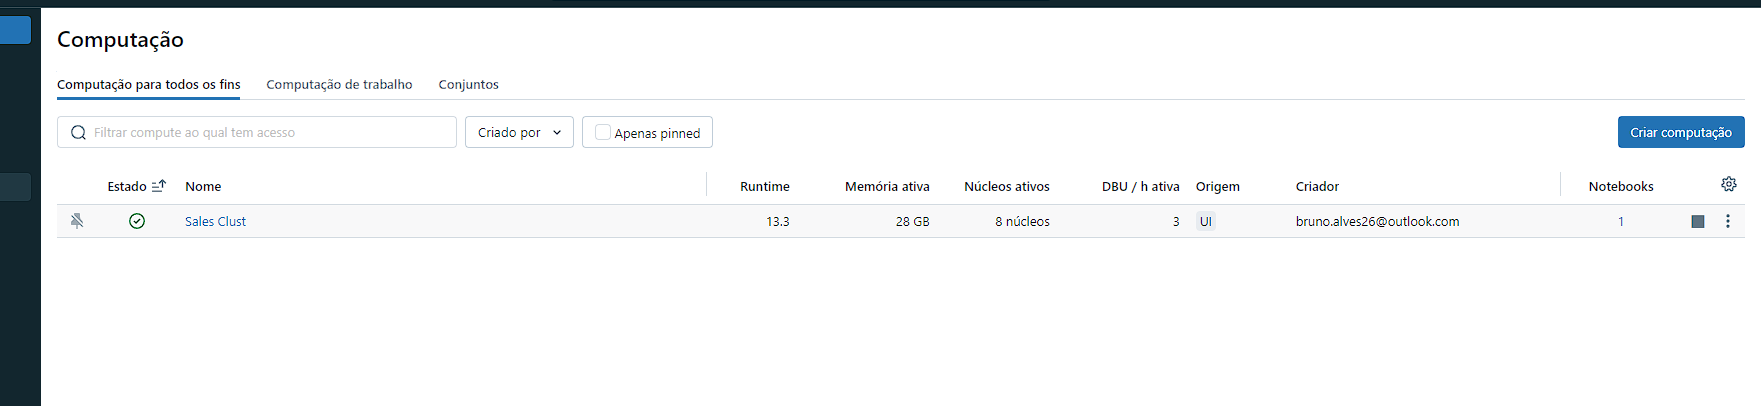 Computação
Computação para todos os fins Computação de trabalho Conjuntos
Filtrar compute ao qual tem acesso Criado por Apenas pinned Criar computação
Estado Nome Runtime Memória ativa Núcleos ativos DBU / h ativa Origem Criador Notebooks
Sales Clust 13.3 28 GB 8 núcleos 3 UI bruno.alves26@outlook.com 1